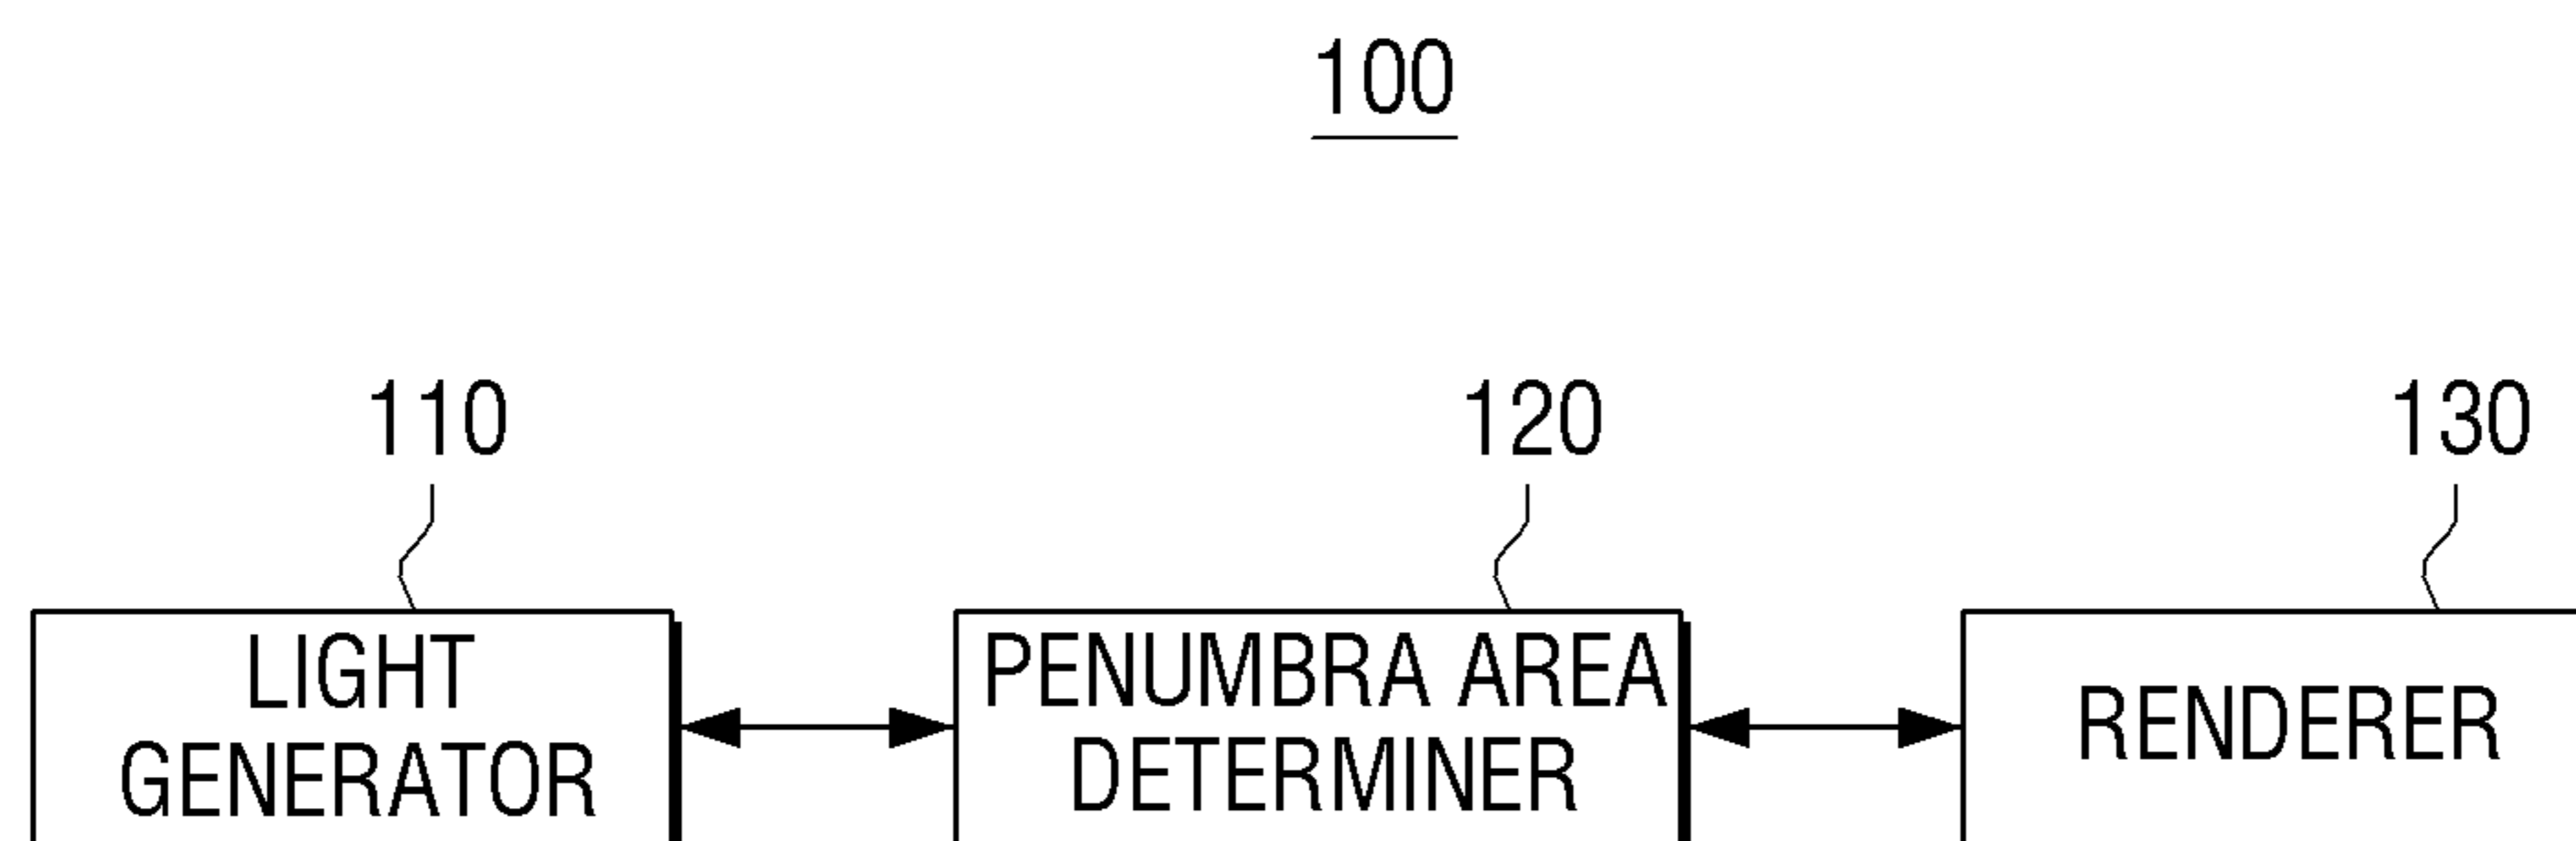 100
110
120
130
LIGHT
GENERATOR
PENUMBRA AREA
DETERMINER
RENDERER